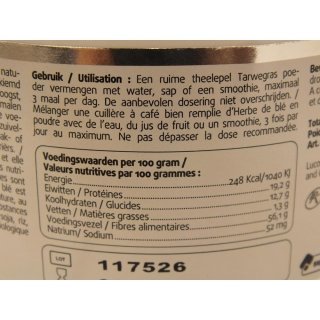 Gebruik / Utilisation : Een ruime theelepel Tarwegras poe-
der vermengen met water, sap of een smoothie, maximaal
3 maal per dag. De aanbevolen dosering niet overschrijden. /
Mélanger une cuillère à café bien remplie d'Herbe de blé en
poudre avec de l'eau, du jus de fruit ou un smoothie, 3 fois par
jour au maximum. Ne pas dépasser la dose recommandée.
Voedingswaarden per 100 gram /
Valeurs nutritives par 100 grammes :
Energie 248 Kcal/1040 KJ
Eiwitten / Protéines 19,2 g
Koolhydraten / Glucides 12,7 g
Vetten / Matières grasses 1,3 g
Voedingsvezel / Fibres alimentaires 56,1 g
Natrium/ Sodium 52 mg
LOT 117526